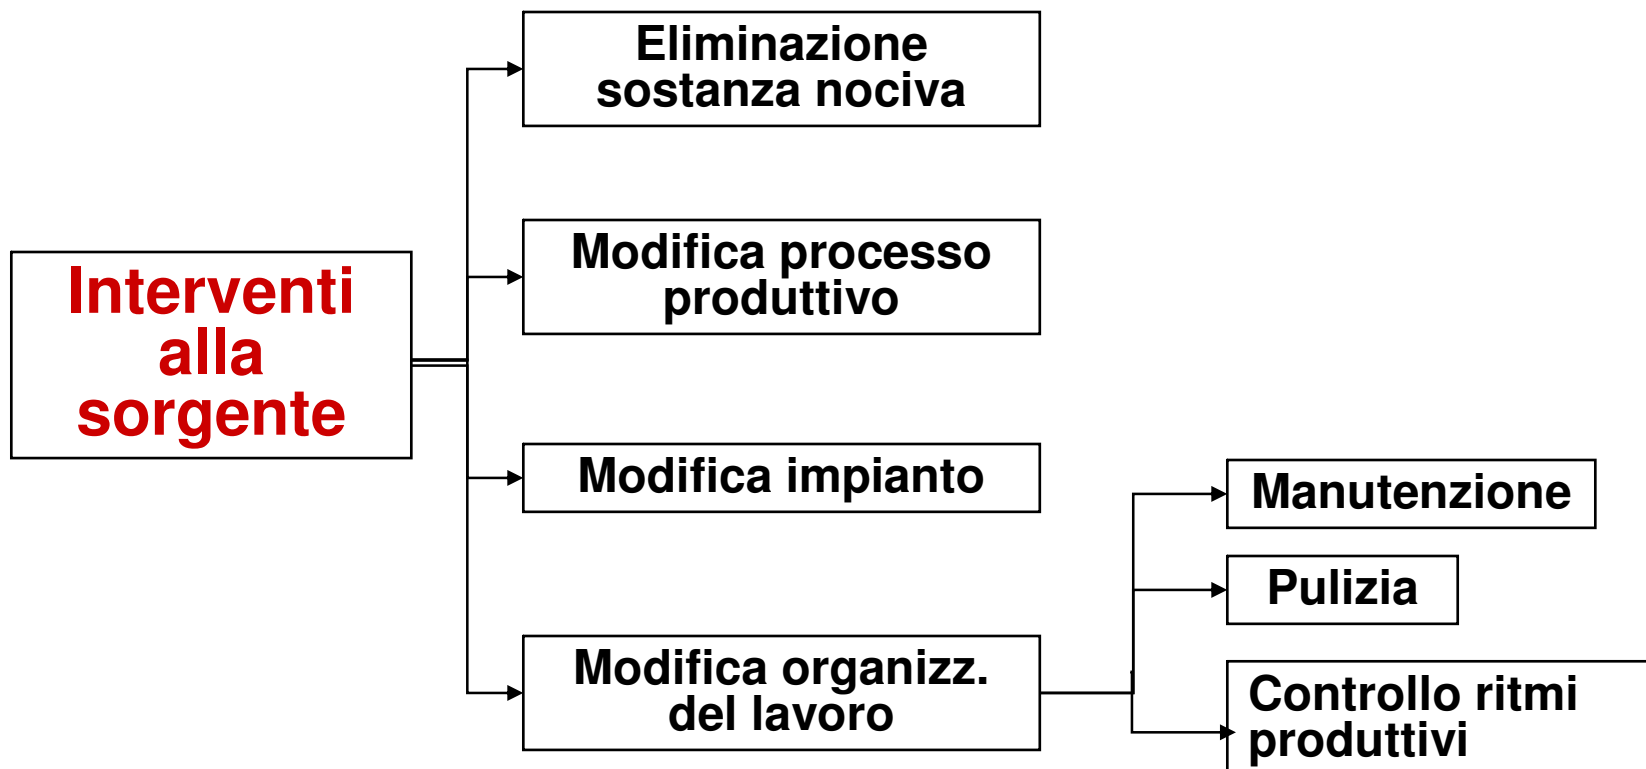 Eliminazione
sostanza nociva
Modifica processo
produttivo
Interventi
alla
sorgente
Modifica impianto
Manutenzione
Pulizia
Modifica organizz.
del lavoro
Controllo ritmi
produttivi